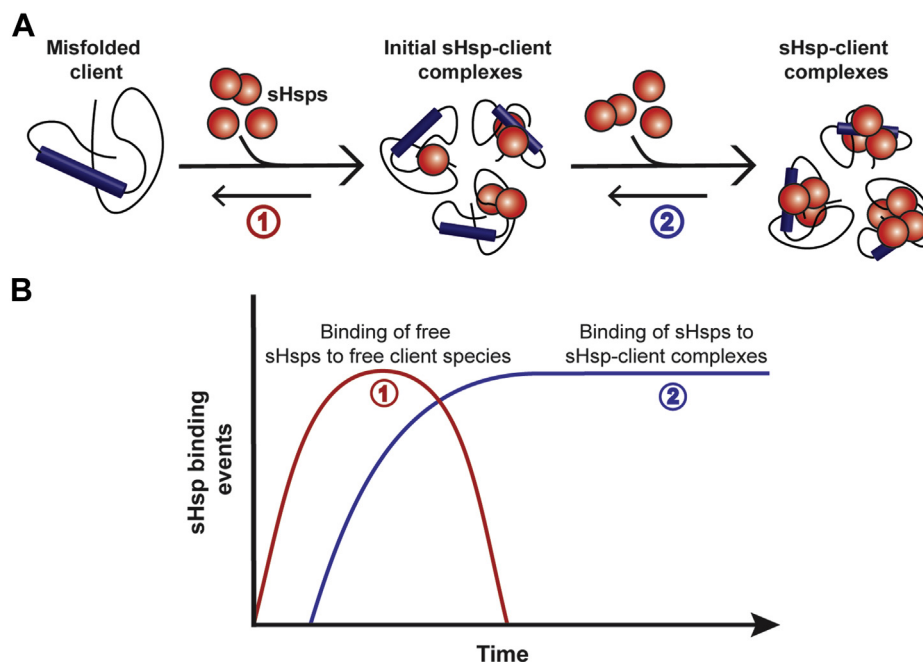 A
Misfolded
client
sHsps
Initial sHsp-client
complexes
sHsp-client
complexes
1
2
B
Binding of free
sHsps to free client species
1
Binding of sHsps to
sHsp-client complexes
2
sHsp binding
events
Time